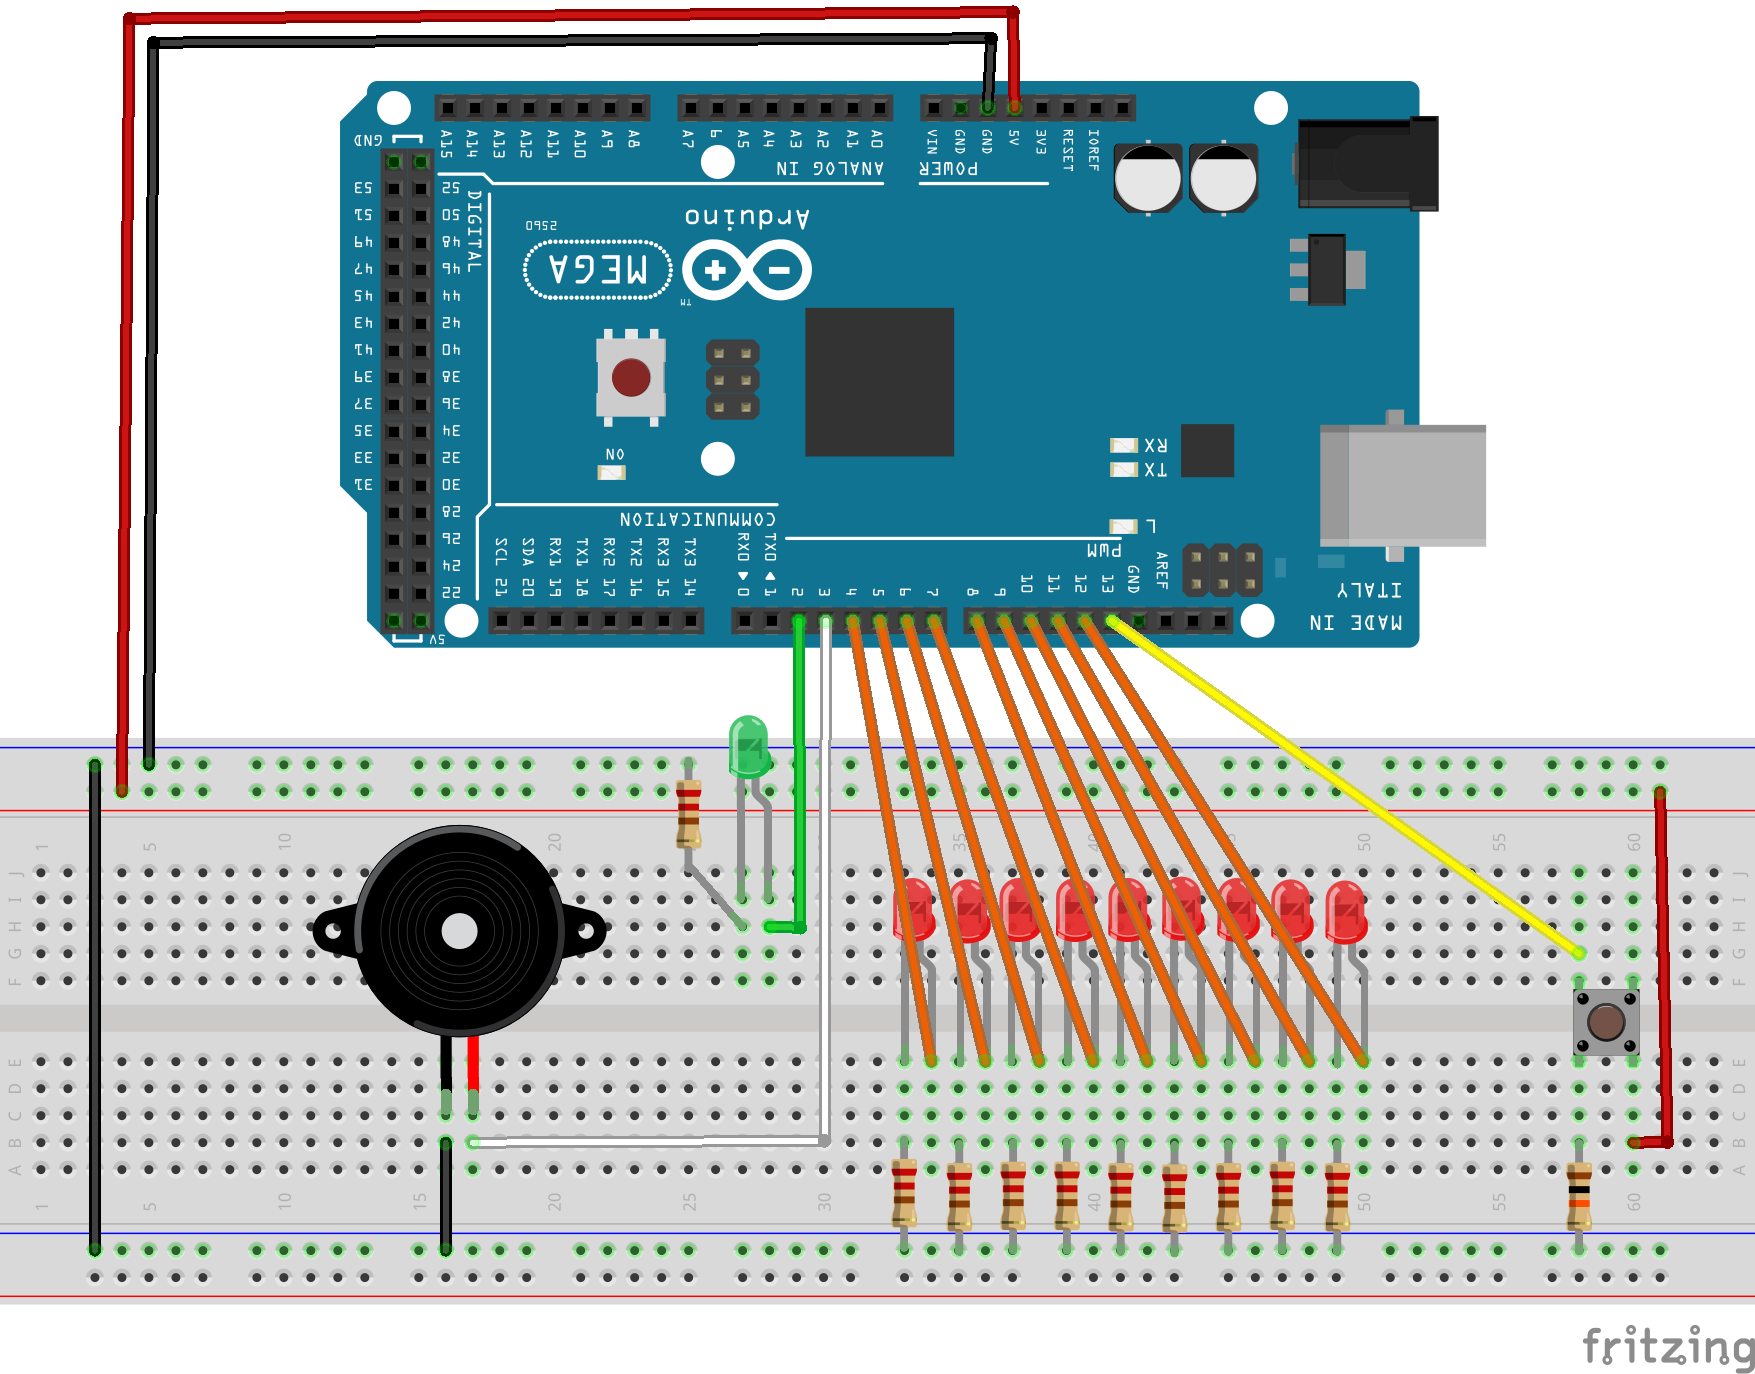 A15 A14 A13 A12 A11 A10 A9 A8
A7 6 A5 A4 A3 A2 A1 A0
VIN GND GND 5V 3V3 RESET IOREF
GND
ANALOG IN
POWER
53 52
51 50
49 48
47 46
45 44
43 42
41 40
39 38
37 36
35 34
33 32
31 30
28
26
24
22
DIGITAL
2560
Arduino
MEGA
TM
ON
RX
TX
L
COMMUNICATION
PWM
SCL 21
SDA 20
RX1 19
TX1 18
RX2 17
TX2 16
RX3 15
TX3 14
RX0 0
TX0 1
2 3 4 5 6 7
8 9 10 11 12 13
GND
AREF
5V
MADE IN
ITALY
1 5 10 20 35 40 45 50 55 60
J J
I I
H H
G G
F F
E E
D D
C C
B B
A A
1 5 10 15 20 25 30 40 50 55 60
fritzing